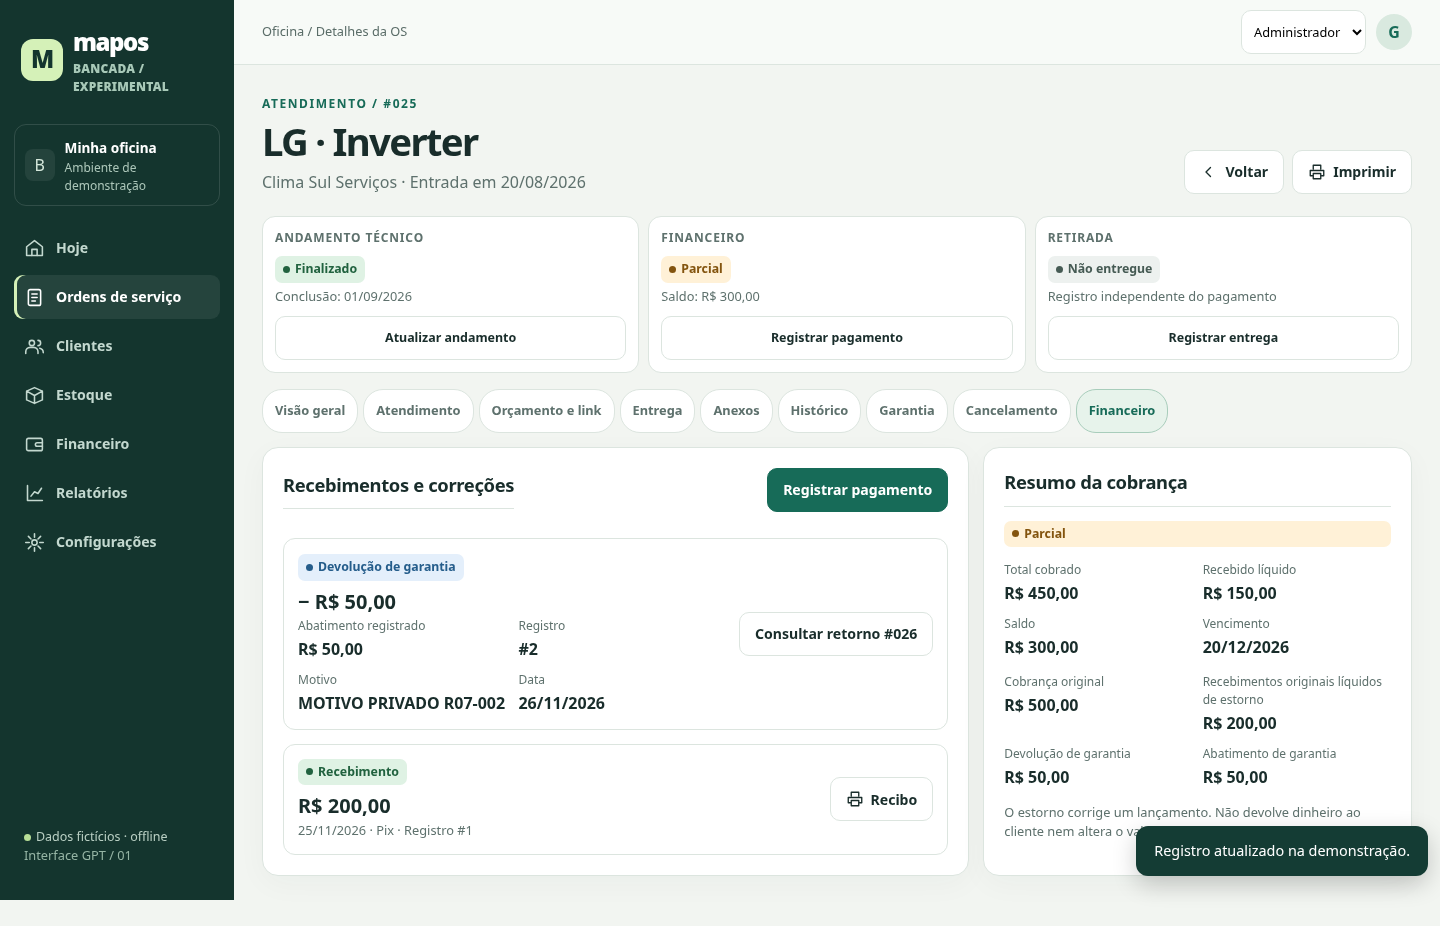 M
mapos
BANCADA /
EXPERIMENTAL
B
Minha oficina
Ambiente de
demonstração
Hoje
Ordens de serviço
Clientes
Estoque
Financeiro
Relatórios
Configurações
Dados fictícios · offline
Interface GPT / 01
Oficina / Detalhes da OS
Administrador
G
ATENDIMENTO / #025
LG · Inverter
Clima Sul Serviços · Entrada em 20/08/2026
Voltar
Imprimir
ANDAMENTO TÉCNICO
Finalizado
Conclusão: 01/09/2026
Atualizar andamento
FINANCEIRO
Parcial
Saldo: R$ 300,00
Registrar pagamento
RETIRADA
Não entregue
Registro independente do pagamento
Registrar entrega
Visão geral
Atendimento
Orçamento e link
Entrega
Anexos
Histórico
Garantia
Cancelamento
Financeiro
Recebimentos e correções
Registrar pagamento
Devolução de garantia
− R$ 50,00
Abatimento registrado
R$ 50,00
Registro
#2
Motivo
MOTIVO PRIVADO R07-002
Data
26/11/2026
Consultar retorno #026
Recebimento
R$ 200,00
25/11/2026 · Pix · Registro #1
Recibo
Resumo da cobrança
Parcial
Total cobrado
R$ 450,00
Recebido líquido
R$ 150,00
Saldo
R$ 300,00
Vencimento
20/12/2026
Cobrança original
R$ 500,00
Recebimentos originais líquidos
de estorno
R$ 200,00
Devolução de garantia
R$ 50,00
Abatimento de garantia
R$ 50,00
O estorno corrige um lançamento. Não devolve dinheiro ao
cliente nem altera o
Registro atualizado na demonstração.